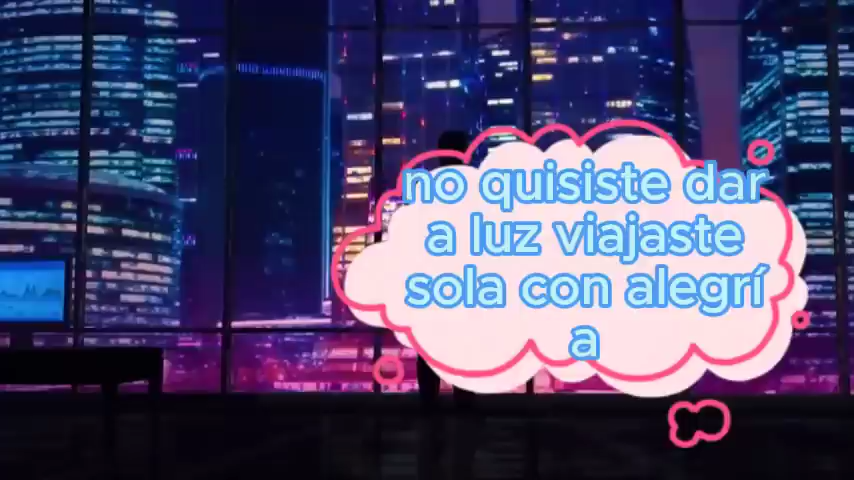 no quisiste dar
a luz viajaste
sola con alegrí
a